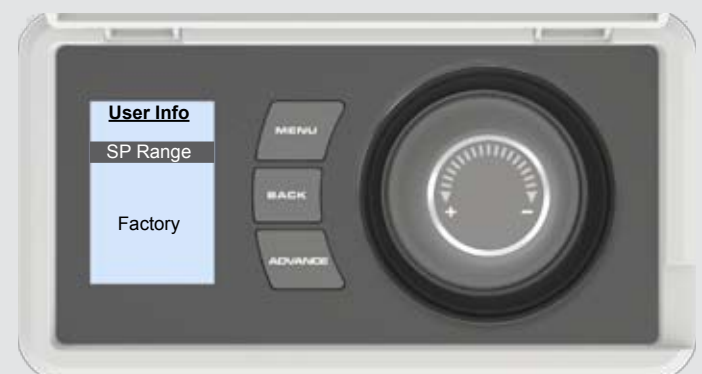 User Info
SP Range
Factory
MENU
BACK
ADVANCE
+ −